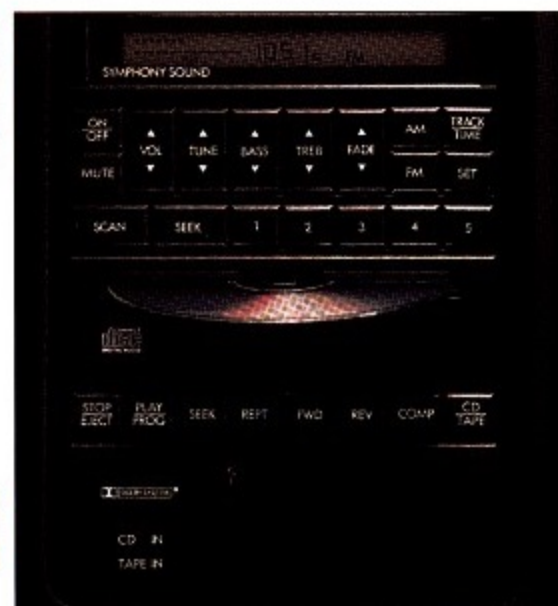 SYMPHONY SOUND
ON OFF VOL TUNE BASS TREB FADE AM TRACK TIME
MUTE FM SET
SCAN SEEK 1 2 3 4 5
disc
STOP EJECT PLAY PROG SEEK REPT FWD REV COMP CD TAPE
CD IN
TAPE IN